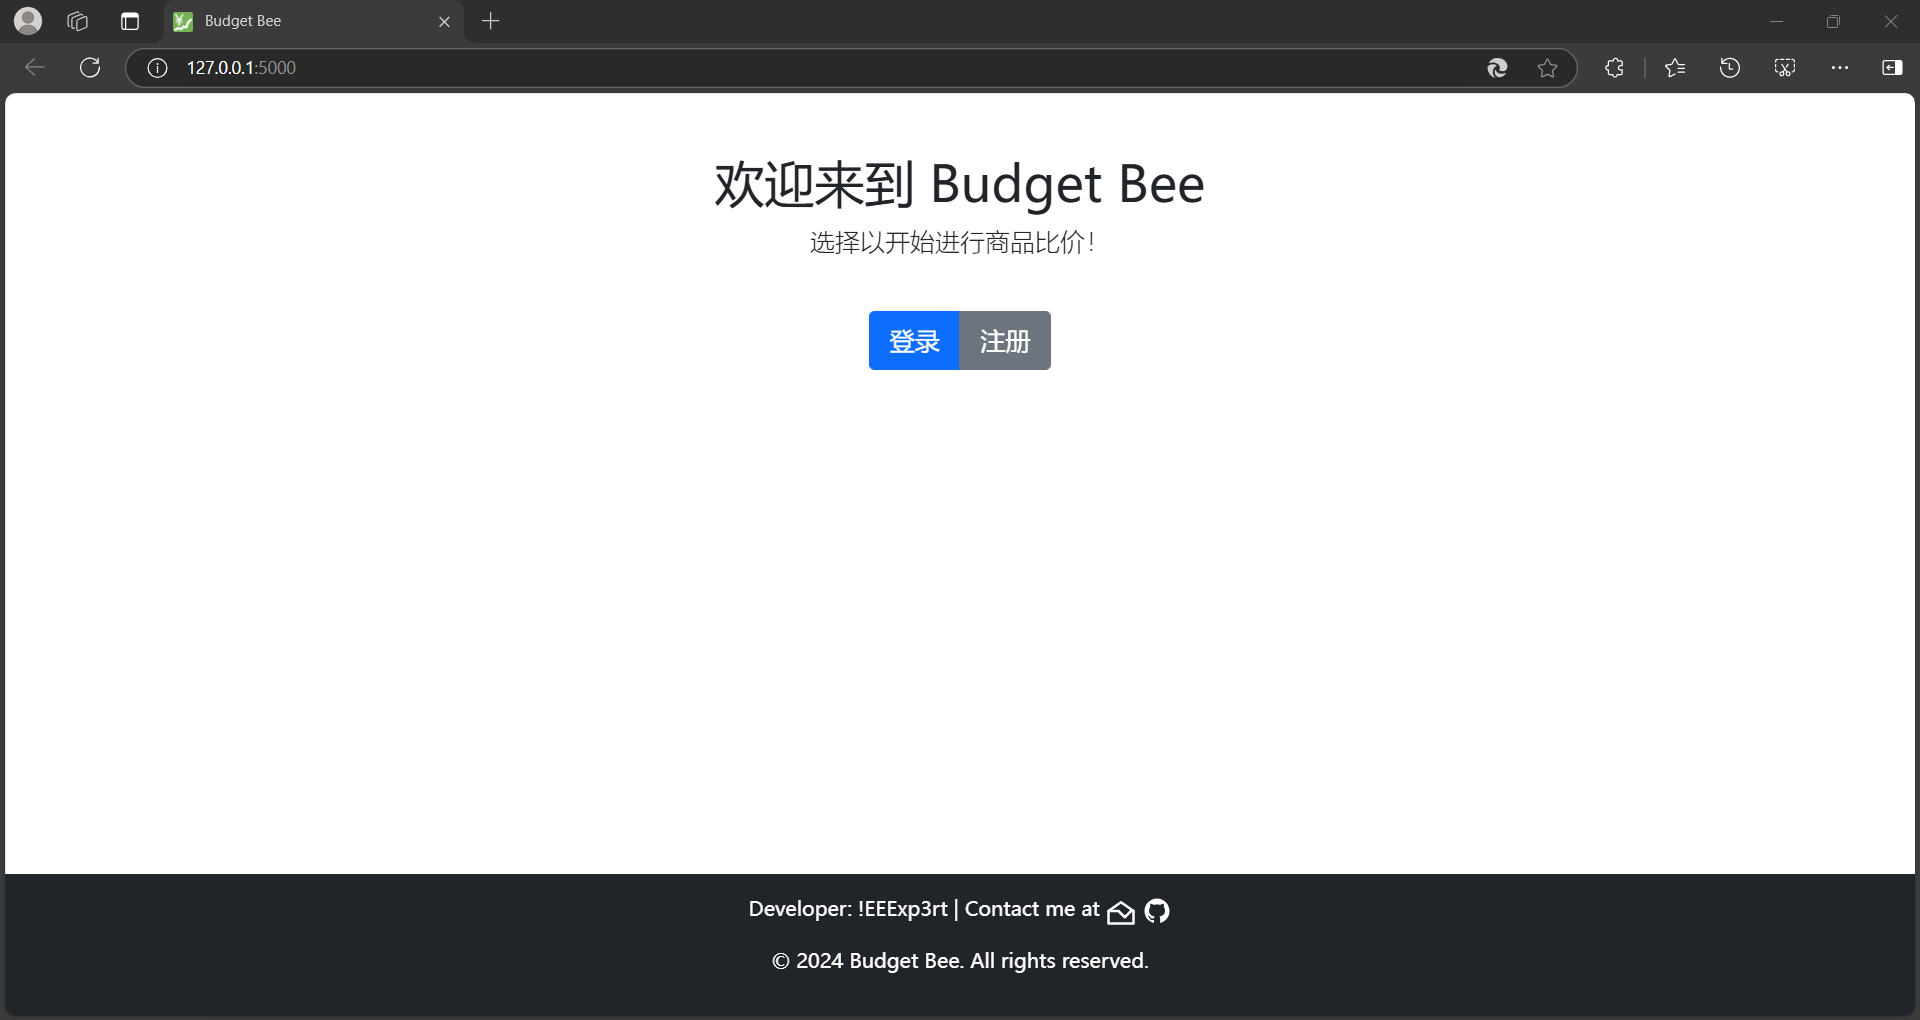 Budget Bee
127.0.0.1:5000
欢迎来到 Budget Bee
选择以开始进行商品比价！
登录 注册
Developer: !EEExp3rt | Contact me at
© 2024 Budget Bee. All rights reserved.